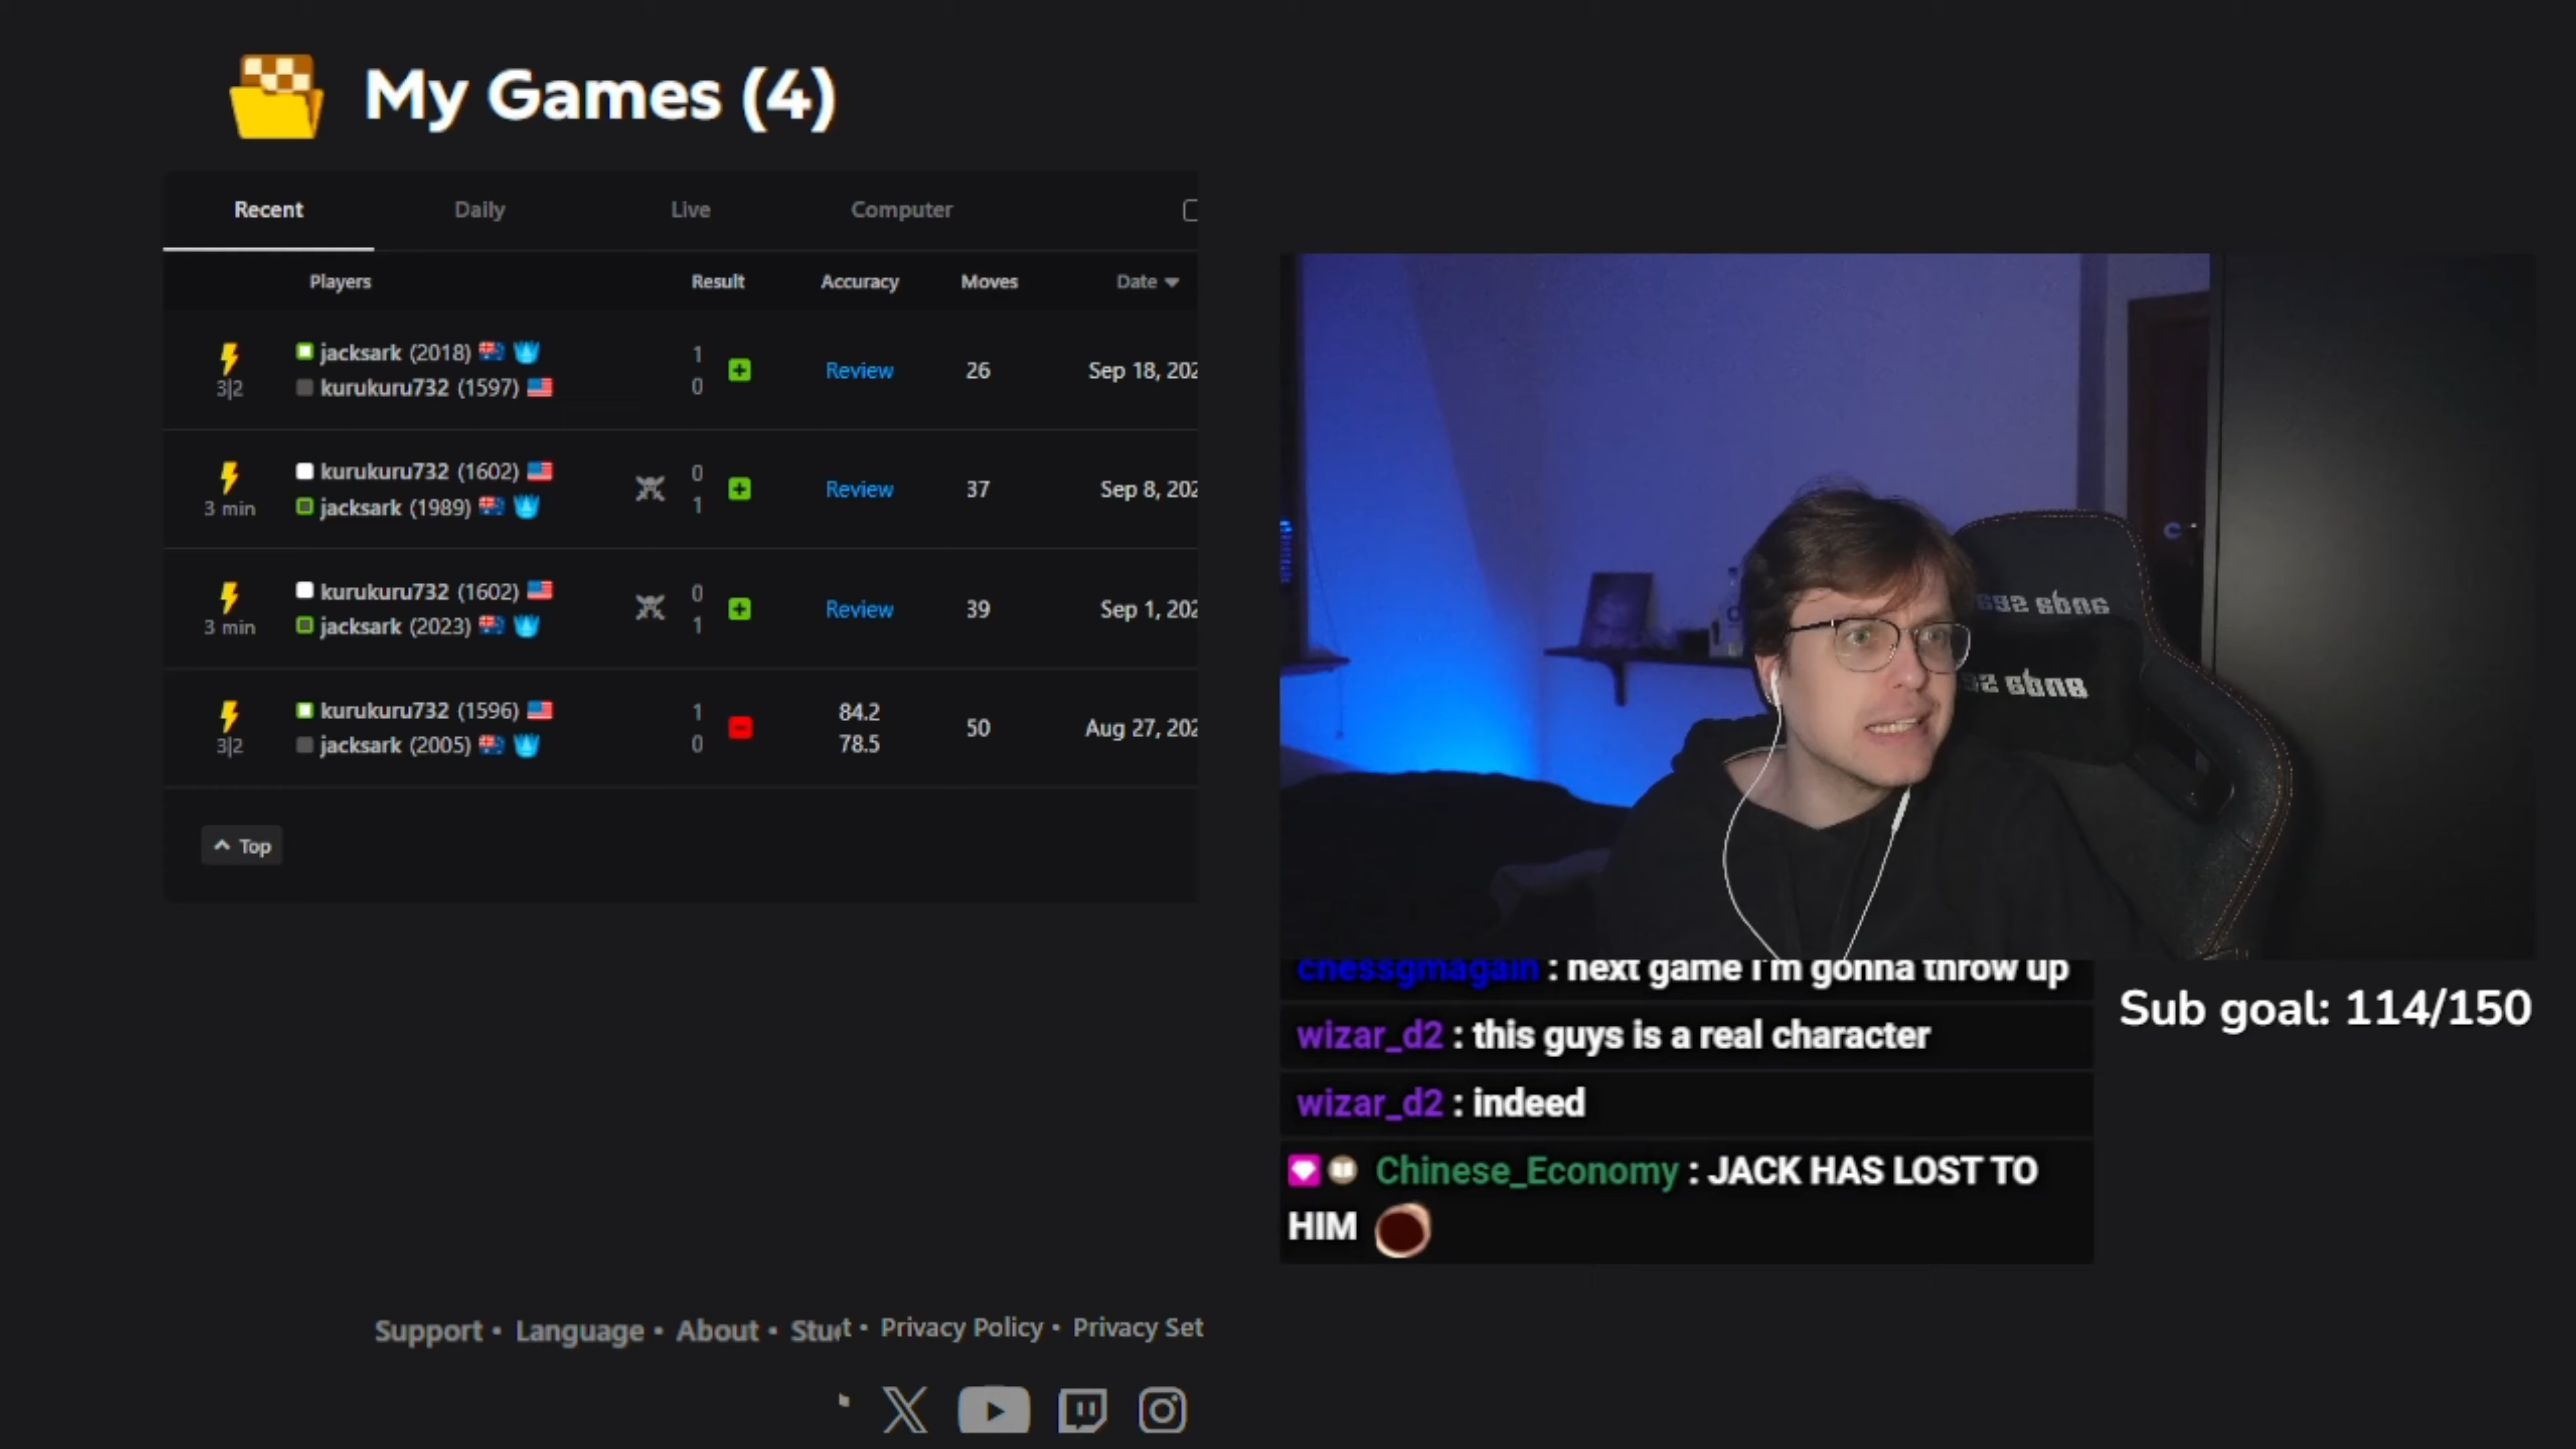 My Games (4)
Recent Daily Live Computer
Players Result Accuracy Moves Date
3|2 jacksark (2018) 1 Review 26 Sep 18, 202
kurukuru732 (1597) 0
3 min kurukuru732 (1602) 0 Review 37 Sep 8, 202
jacksark (1989) 1
3 min kurukuru732 (1602) 0 Review 39 Sep 1, 202
jacksark (2023) 1
3|2 kurukuru732 (1596) 1 84.2 50 Aug 27, 202
jacksark (2005) 0 78.5
Top
chessgmagain : next game I'm gonna throw up
wizar_d2 : this guys is a real character
wizar_d2 : indeed
Chinese_Economy : JACK HAS LOST TO
HIM
Sub goal: 114/150
Support • Language • About • Stu t • Privacy Policy • Privacy Set